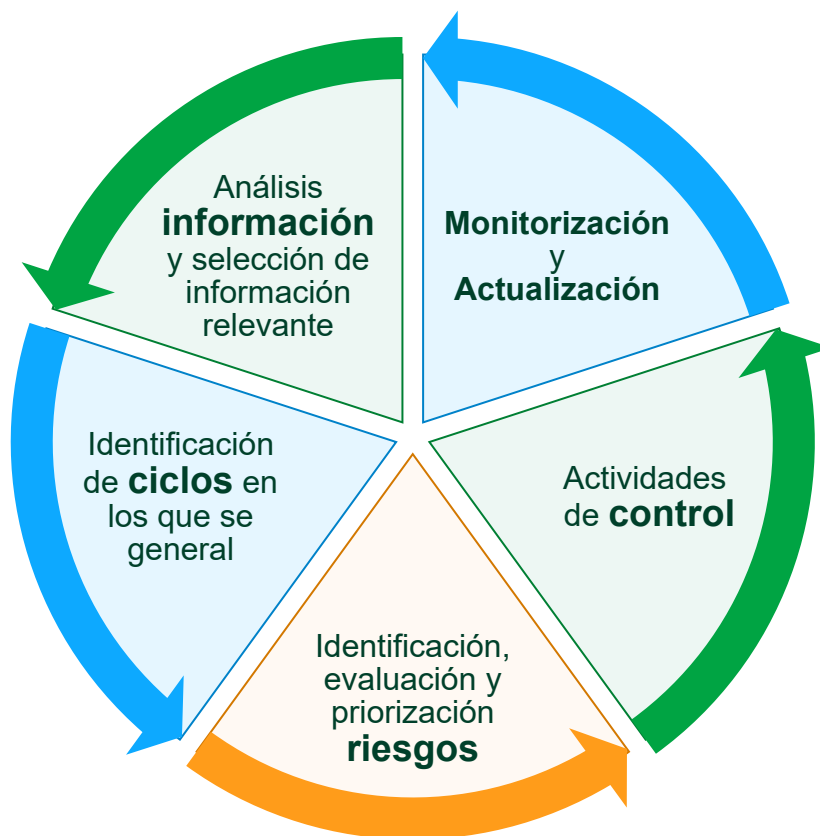 Análisis
información
y selección de
información
relevante
Monitorización
y
Actualización
Identificación
de ciclos en
los que se
general
Actividades
de control
Identificación,
evaluación y
priorización
riesgos